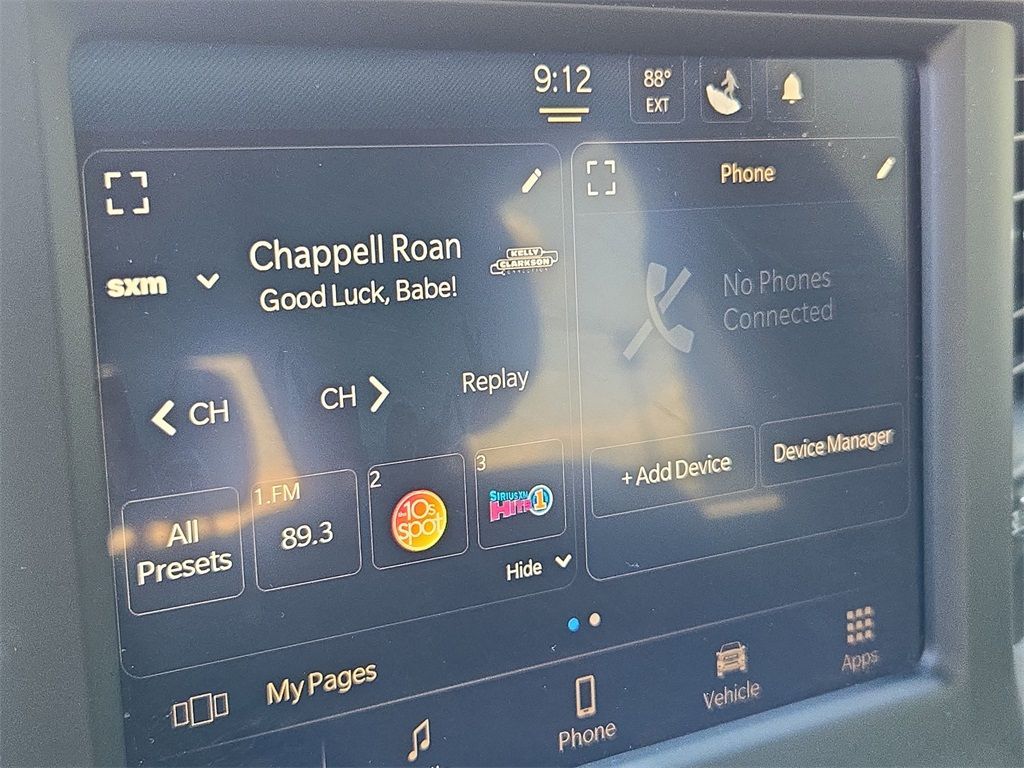 9:12
88°
EXT
Chappell Roan
Good Luck, Babe!
sxm
KELLY
CLARKSON
CONNECTION
CH
CH
Replay
All
Presets
1.FM
89.3
2
10s
spot
3
SIRIUSXM
Hits 1
Hide
Phone
No Phones
Connected
+ Add Device
Device Manager
My Pages
Phone
Vehicle
Apps